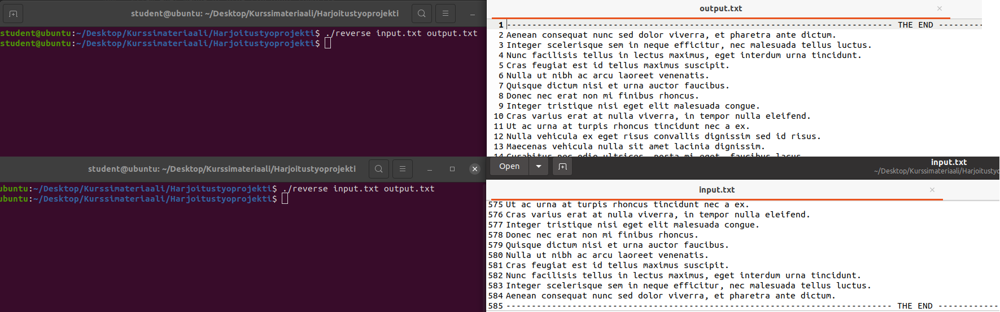 student@ubuntu: ~/Desktop/Kurssimateriaali/Harjoitustyoprojekti
student@ubuntu:~/Desktop/Kurssimateriaali/Harjoitustyoprojekti$ ./reverse input.txt output.txt
student@ubuntu:~/Desktop/Kurssimateriaali/Harjoitustyoprojekti$
output.txt
1 ---------------------------------------------------------------------------- THE END ---------
2 Aenean consequat nunc sed dolor viverra, et pharetra ante dictum.
3 Integer scelerisque sem in neque efficitur, nec malesuada tellus luctus.
4 Nunc facilisis tellus in lectus maximus, eget interdum urna tincidunt.
5 Cras feugiat est id tellus maximus suscipit.
6 Nulla ut nibh ac arcu laoreet venenatis.
7 Quisque dictum nisi et urna auctor faucibus.
8 Donec nec erat non mi finibus rhoncus.
9 Integer tristique nisi eget elit malesuada congue.
10 Cras varius erat at nulla viverra, in tempor nulla eleifend.
11 Ut ac urna at turpis rhoncus tincidunt nec a ex.
12 Nulla vehicula ex eget risus convallis dignissim sed id risus.
13 Maecenas vehicula nulla sit amet lacinia dignissim.
14 Curabitur nec odio ultrices, porta mi eget, faucibus lacus.
student@ubuntu: ~/Desktop/Kurssimateriaali/Harjoitustyoprojekti
ubuntu:~/Desktop/Kurssimateriaali/Harjoitustyoprojekti$ ./reverse input.txt output.txt
ubuntu:~/Desktop/Kurssimateriaali/Harjoitustyoprojekti$
Open
input.txt
~/Desktop/Kurssimateriaali/Harjoitustyo
input.txt
575 Ut ac urna at turpis rhoncus tincidunt nec a ex.
576 Cras varius erat at nulla viverra, in tempor nulla eleifend.
577 Integer tristique nisi eget elit malesuada congue.
578 Donec nec erat non mi finibus rhoncus.
579 Quisque dictum nisi et urna auctor faucibus.
580 Nulla ut nibh ac arcu laoreet venenatis.
581 Cras feugiat est id tellus maximus suscipit.
582 Nunc facilisis tellus in lectus maximus, eget interdum urna tincidunt.
583 Integer scelerisque sem in neque efficitur, nec malesuada tellus luctus.
584 Aenean consequat nunc sed dolor viverra, et pharetra ante dictum.
585 ---------------------------------------------------------------------------- THE END ------------